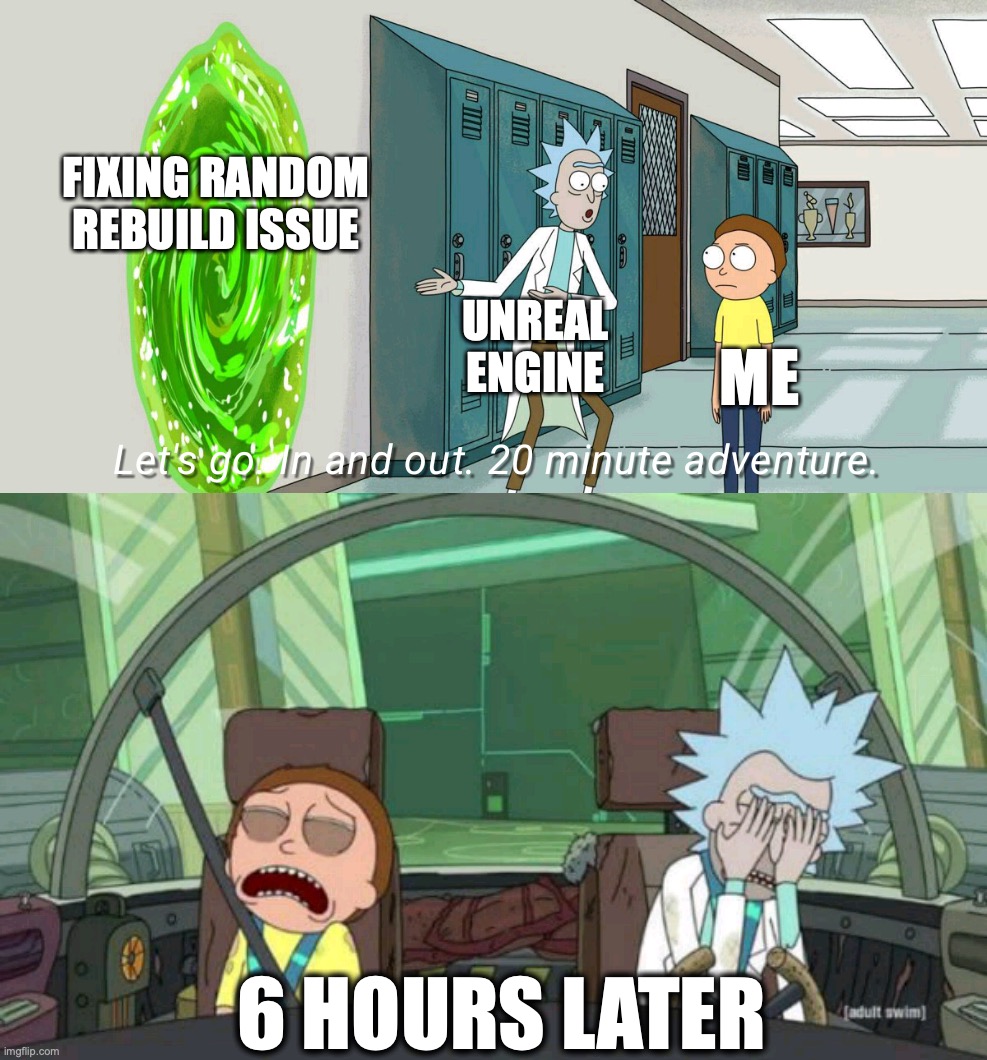 FIXING RANDOM
REBUILD ISSUE
UNREAL
ENGINE
ME
Let's go. In and out. 20 minute adventure.
6 HOURS LATER
[adult swim]
imgflip.com